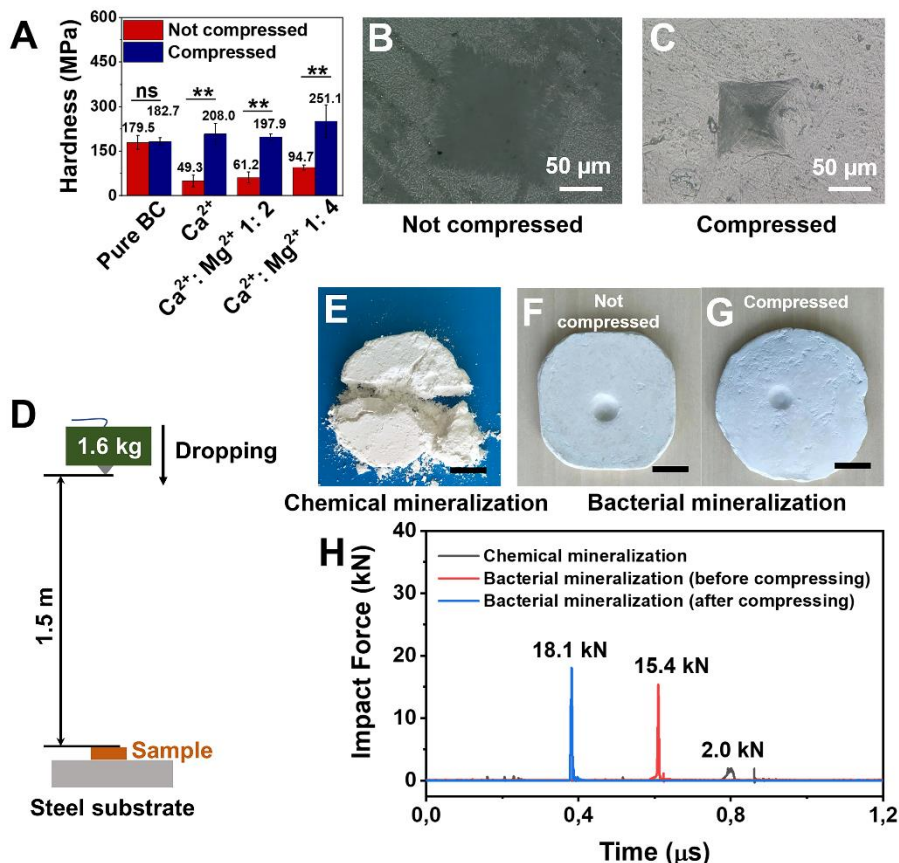 A
Hardness (MPa)
600
450
300
150
0
Not compressed
Compressed
ns
**
**
**
179.5
182.7
49.3
208.0
61.2
197.9
94.7
251.1
Pure BC
Ca²⁺
Ca²⁺: Mg²⁺ 1: 2
Ca²⁺: Mg²⁺ 1: 4
B
50 µm
Not compressed
C
50 µm
Compressed
D
1.6 kg
Dropping
1.5 m
Sample
Steel substrate
E
Chemical mineralization
F
Not
compressed
G
Compressed
Bacterial mineralization
H
Impact Force (kN)
40
30
20
10
0
Chemical mineralization
Bacterial mineralization (before compressing)
Bacterial mineralization (after compressing)
18.1 kN
15.4 kN
2.0 kN
0,0
0,4
0,8
1,2
Time (µs)